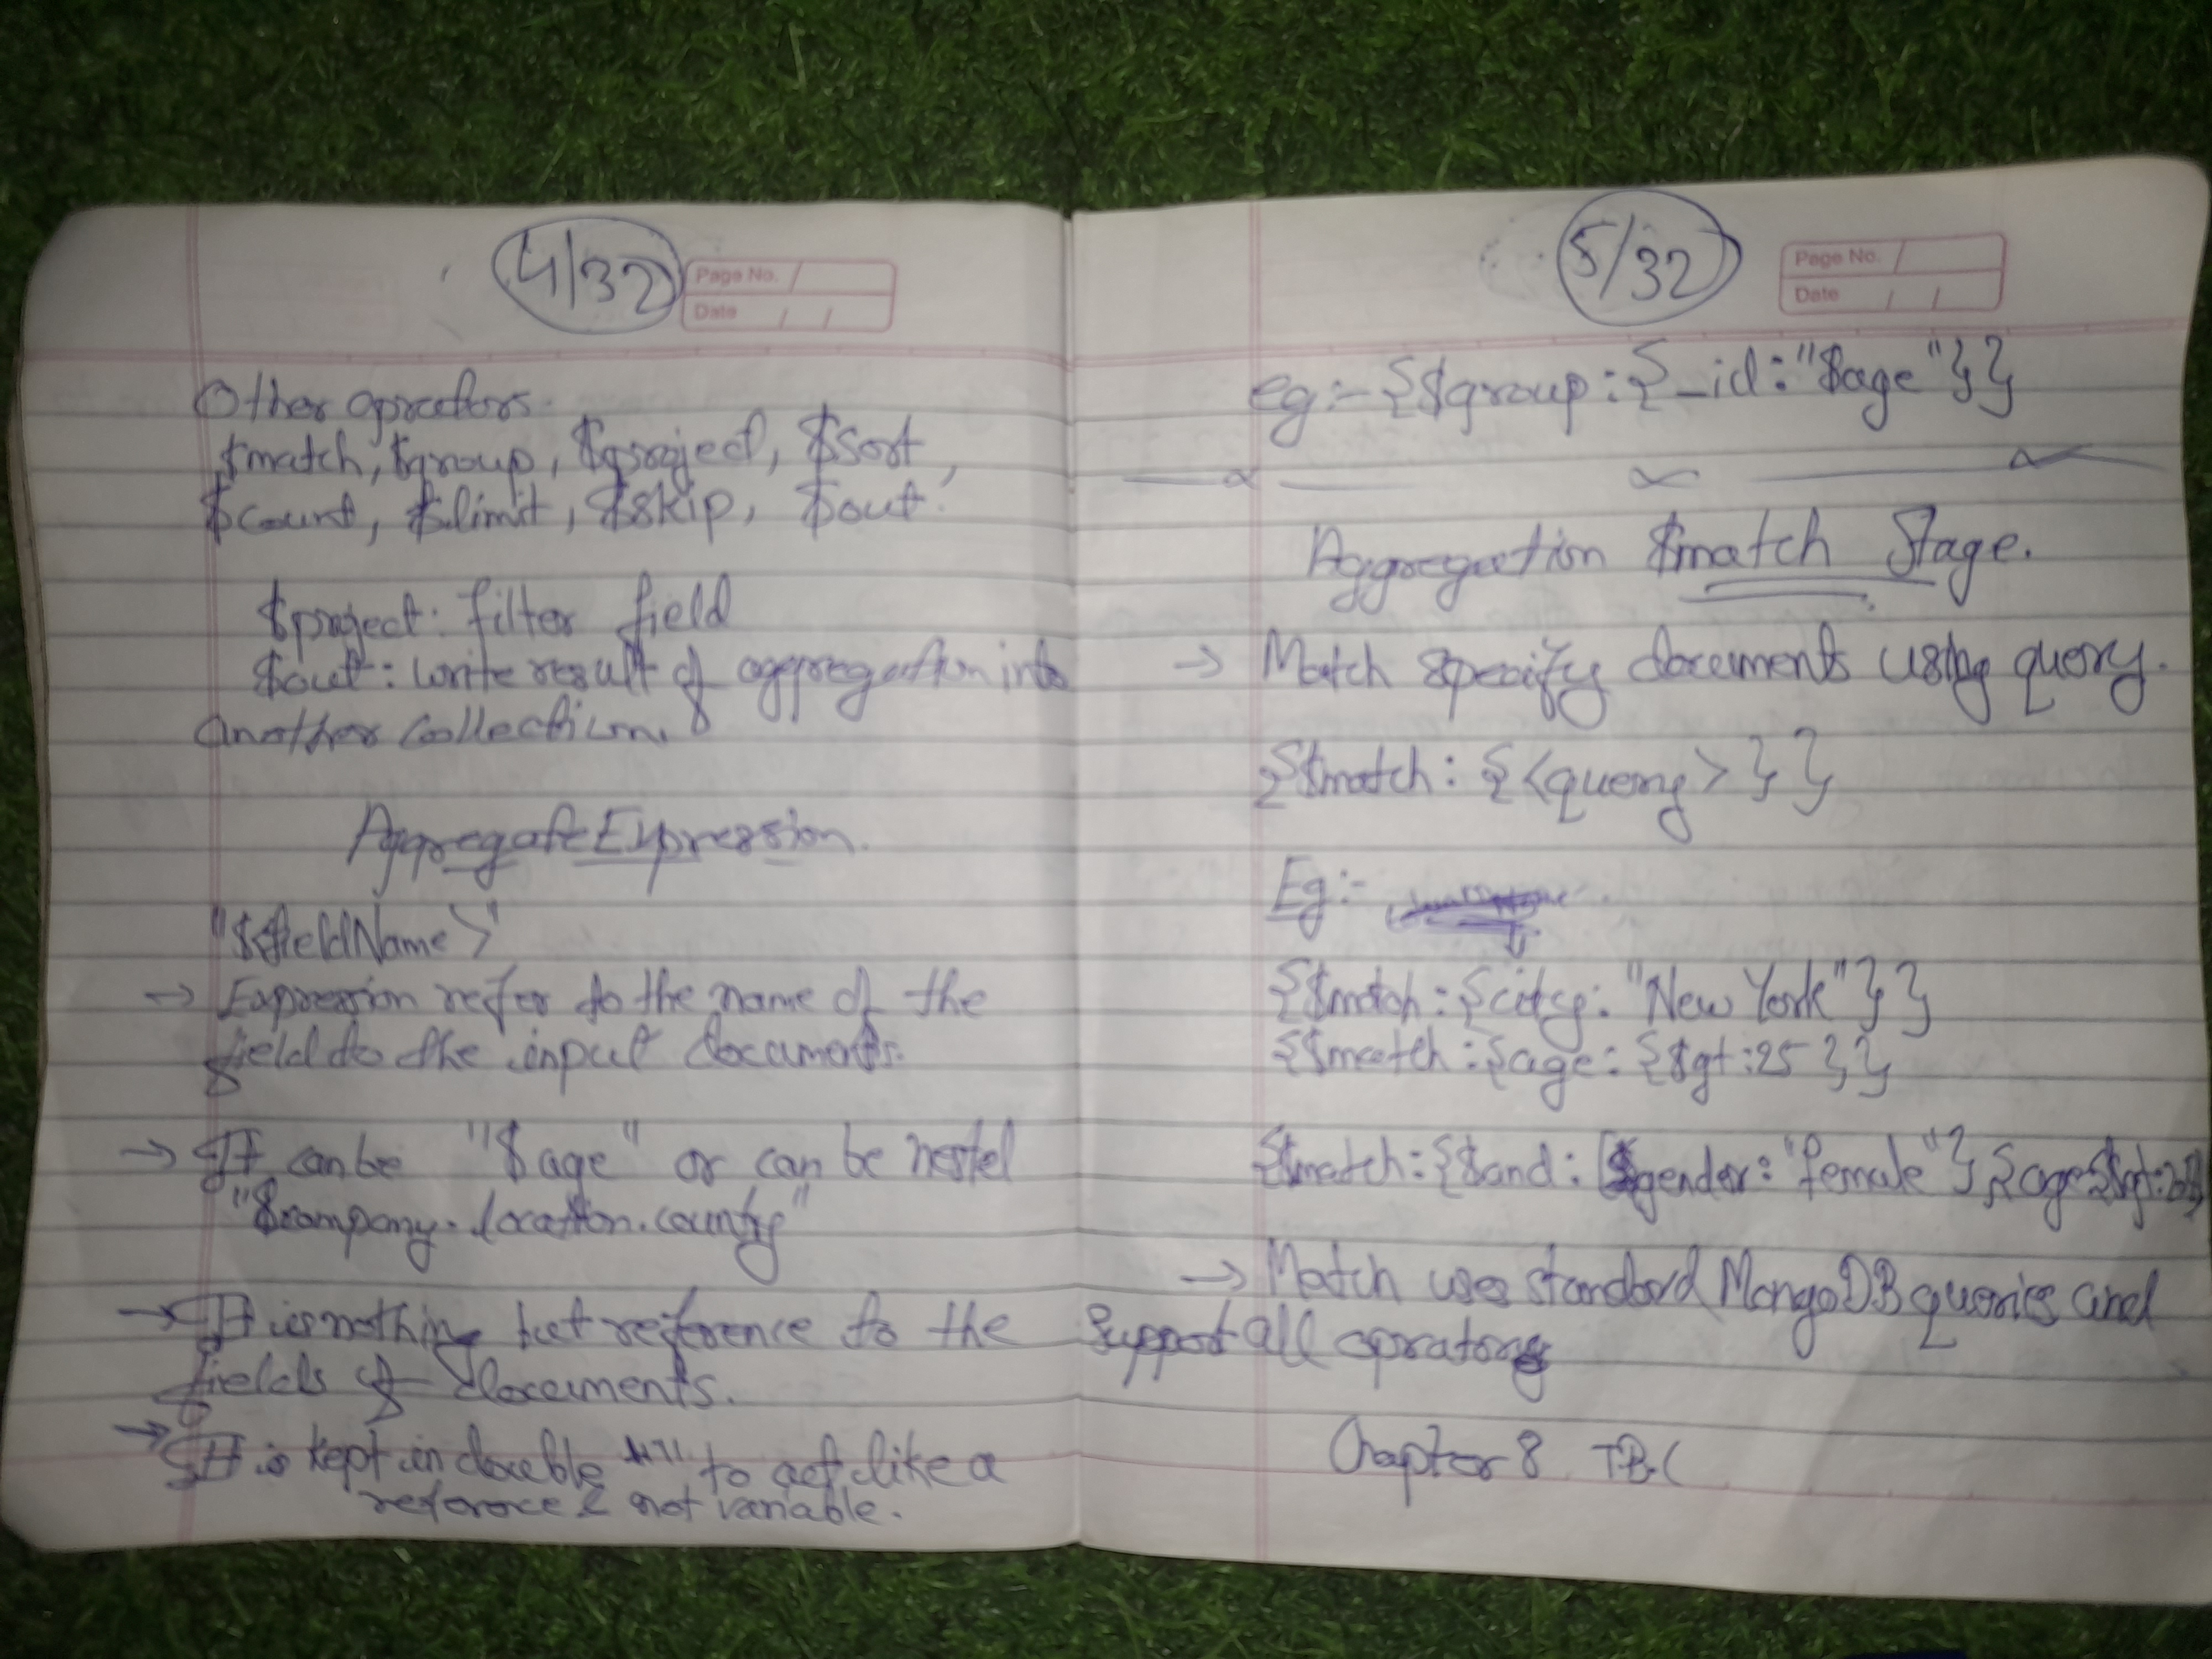 4/32
Page No.
Date / /
Other operators:
$match, $group, $project, $sort,
$count, $limit, $skip, $out.
$project: filter field
$out: write result of aggregation into
another collection.
Aggregate Expression.
"$<fieldName>"
→ Expression refer to the name of the
field to the input documents.
→ It can be "$age" or can be nested
"$company.location.country"
→ It is nothing but reference to the
fields of documents.
→ It is kept in double "" to act like a
reference & not variable.
5/32
Page No.
Date / /
Eg:- {$group:{_id:"$age"}}
Aggregation $match Stage.
→ Match specific documents using query.
{$match: {<query>}}
Eg:-
{$match:{city:"New York"}}
{$match:{age:{$gt:25}}
$match:{$and:[{gender:"female"},{age:{$gt:25}
→ Match uses standard MongoDB queries and
Support all operators
Chapter 8